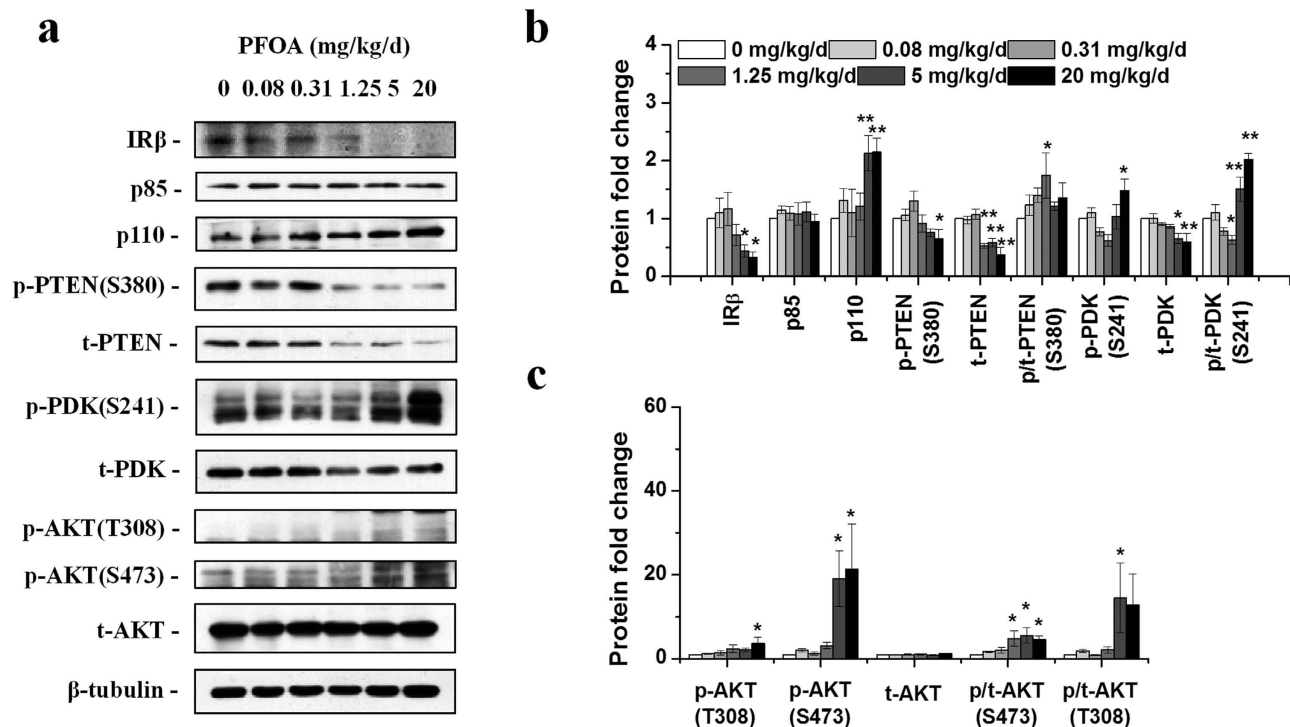 a
PFOA (mg/kg/d)
0 0.08 0.31 1.25 5 20
IRβ -
p85 -
p110 -
p-PTEN(S380) -
t-PTEN -
p-PDK(S241) -
t-PDK -
p-AKT(T308) -
p-AKT(S473) -
t-AKT -
β-tubulin -
b
Protein fold change
4
3
2
1
0
0 mg/kg/d 0.08 mg/kg/d 0.31 mg/kg/d
1.25 mg/kg/d 5 mg/kg/d 20 mg/kg/d
* * ** ** * ** ** ** * * * ** * ** **
IRβ
p85
p110
p-PTEN
(S380)
t-PTEN
p/t-PTEN
(S380)
p-PDK
(S241)
t-PDK
p/t-PDK
(S241)
c
Protein fold change
60
40
20
0
* * * * * * *
p-AKT
(T308)
p-AKT
(S473)
t-AKT
p/t-AKT
(S473)
p/t-AKT
(T308)